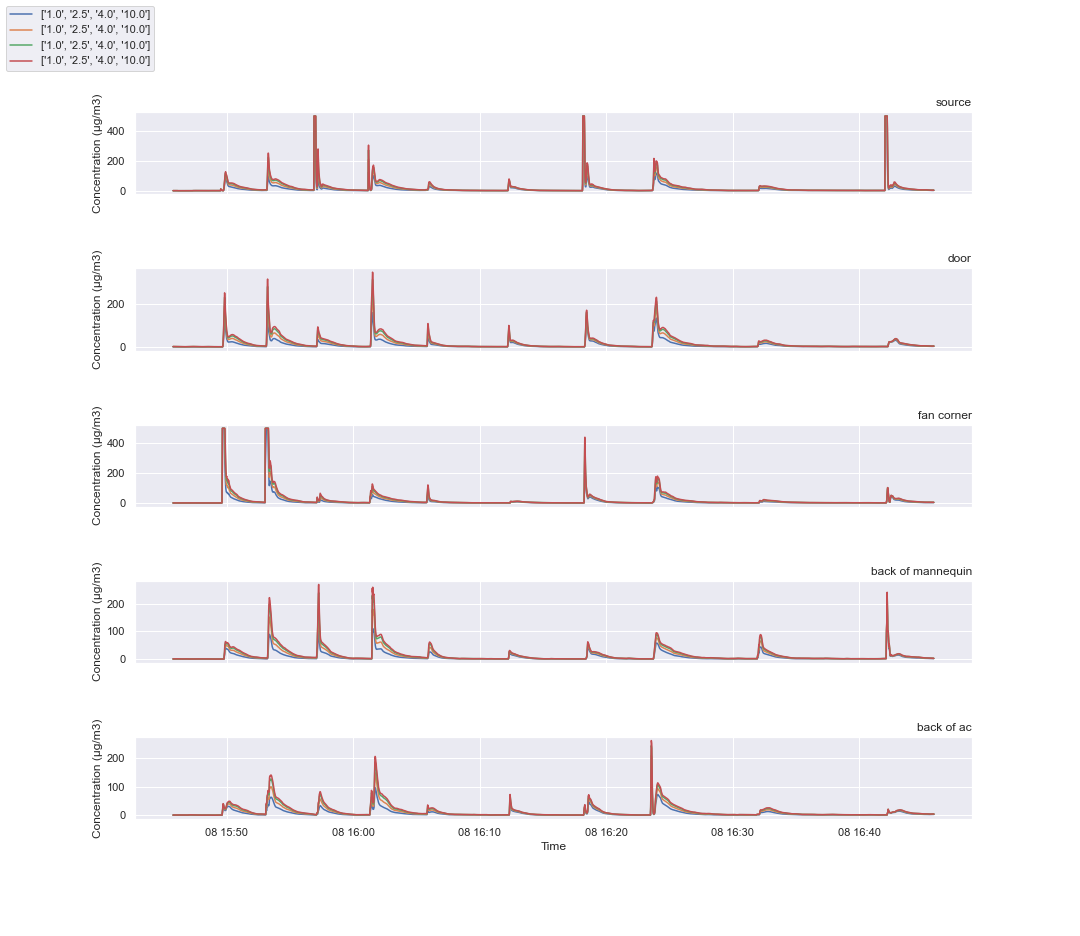 ['1.0', '2.5', '4.0', '10.0']
['1.0', '2.5', '4.0', '10.0']
['1.0', '2.5', '4.0', '10.0']
['1.0', '2.5', '4.0', '10.0']
source
Concentration (μg/m3)
400
200
0
door
Concentration (μg/m3)
200
0
fan corner
Concentration (μg/m3)
400
200
0
back of mannequin
Concentration (μg/m3)
200
100
0
back of ac
Concentration (μg/m3)
200
100
0
08 15:50 08 16:00 08 16:10 08 16:20 08 16:30 08 16:40
Time